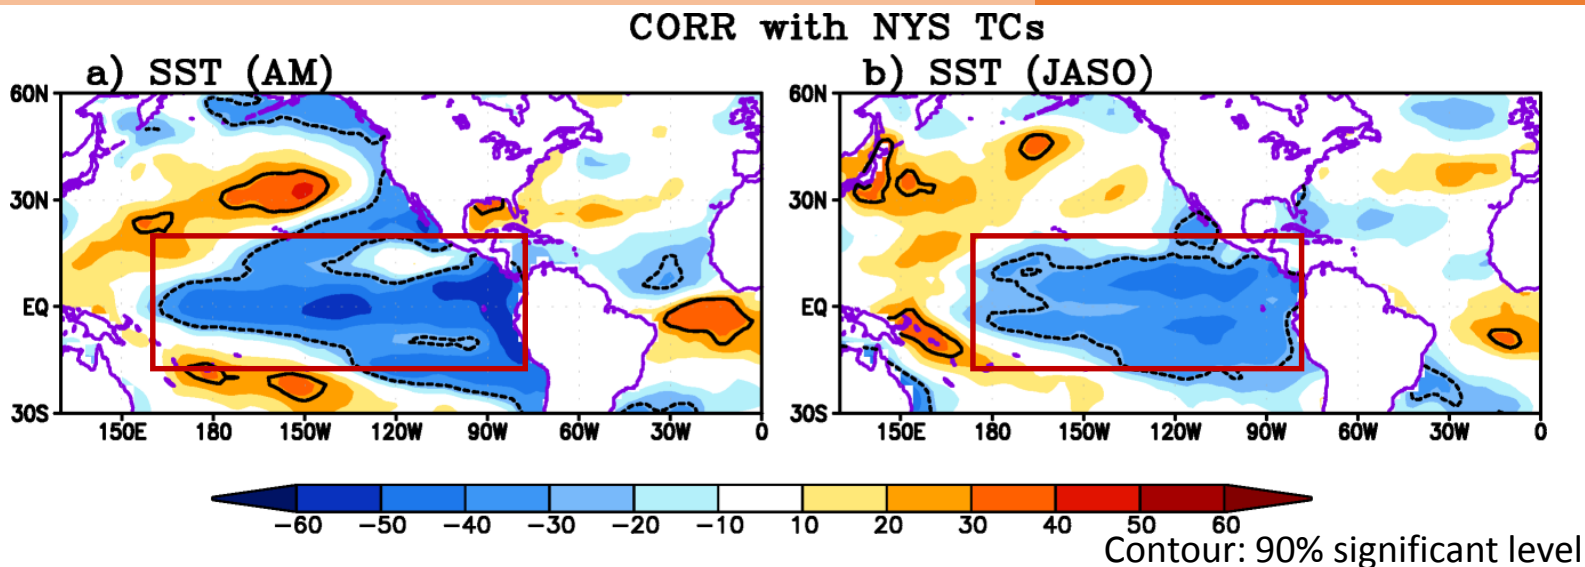 CORR with NYS TCs
a) SST (AM)
b) SST (JASO)
60N
30N
EQ
30S
150E 180 150W 120W 90W 60W 30W 0
60N
30N
EQ
30S
150E 180 150W 120W 90W 60W 30W 0
−60 −50 −40 −30 −20 −10 10 20 30 40 50 60
Contour: 90% significant level